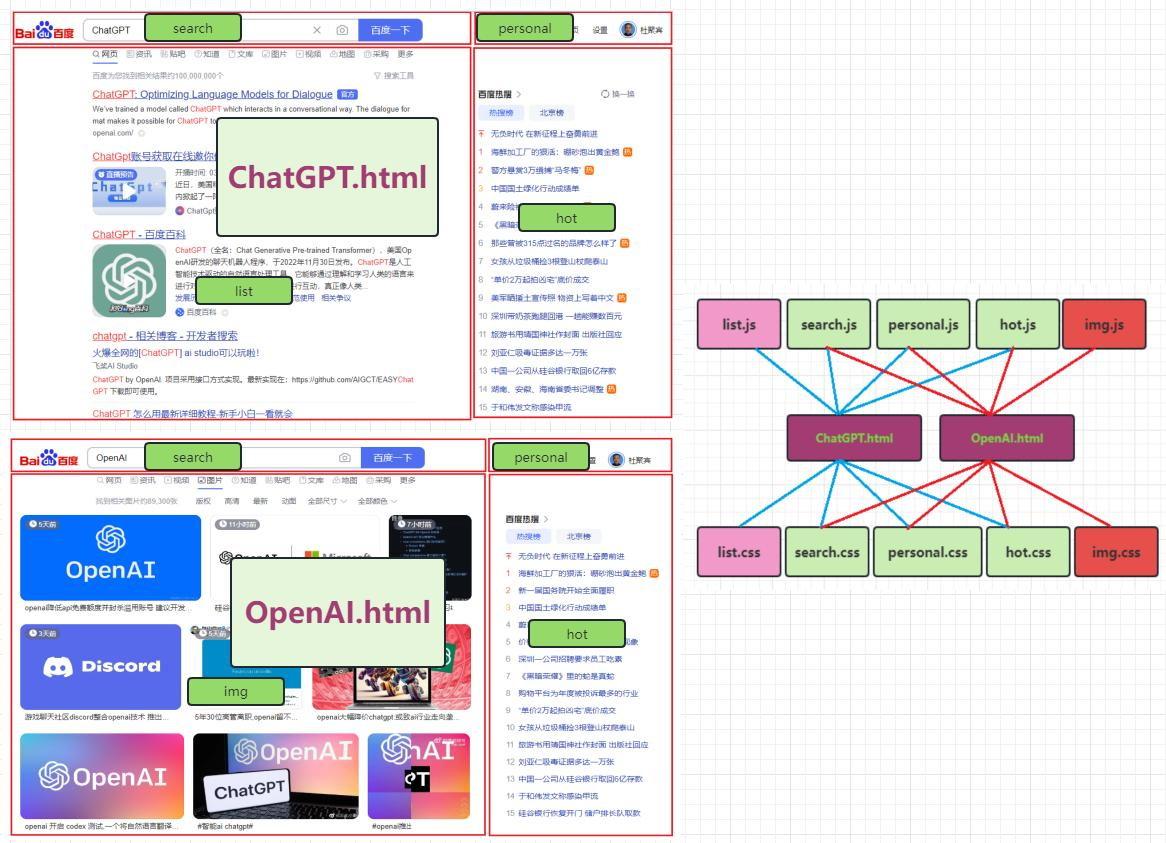 Bai du 百度
ChatGPT
search
百度一下
personal
页
设置
杜聚宾
网页 资讯 贴吧 知道 文库 图片 视频 地图 采购 更多
百度为您找到相关结果约100,000,000个
搜索工具
ChatGPT: Optimizing Language Models for Dialogue 官方
We've trained a model called ChatGPT which interacts in a conversational way. The dialogue for
mat makes it possible for ChatGPT to
openai.com/
ChatGpt账号获取在线邀你
直播预告
ChatGpt
开播时间: 03
近日，美国
内掀起了一
ChatGpt
ChatGPT.html
ChatGPT - 百度百科
ChatGPT（全名：Chat Generative Pre-trained Transformer），美国Op
enAI研发的聊天机器人程序，于2022年11月30日发布。ChatGPT是人工
智能技术驱动的自然语言处理工具，它能够通过理解和学习人类的语言来
进行对
行互动，真正像人类...
list
发展历
范使用 相关争议
百度百科
chatgpt - 相关博客 - 开发者搜索
火爆全网的[ChatGPT] ai studio可以玩啦！
飞桨AI Studio
ChatGPT by OpenAI. 项目采用接口方式实现。最新实现在：https://github.com/AIGCT/EASYChat
GPT 下载即可使用。
ChatGPT 怎么用最新详细教程-新手小白一看就会
百度热搜
换一换
热搜榜 北京榜
无负时代 在新征程上奋勇前进
1 海鲜加工厂的狠活：硼砂泡出黄金鲍 热
2 警方悬赏3万缉捕“马冬梅” 热
3 中国国土绿化行动成绩单
4 蔚来险
hot
5 《黑暗荣
6 那些曾被315点过名的品牌怎么样了 热
7 女孩从垃圾桶捡3根登山杖爬泰山
8 “单价2万起拍凶宅”底价成交
9 美军晒播土宣传照 物资上写着中文 热
10 深圳带奶茶跑腿回港 一趟能赚数百元
11 旅游书用靖国神社作封面 出版社回应
12 刘亚仁吸毒证据多达一万张
13 中国一公司从硅谷银行取回6亿存款
14 湖南、安徽、海南省委书记调整 热
15 于和伟发文称感染甲流
Bai du 百度
OpenAI
search
百度一下
personal
置
杜聚宾
网页 资讯 视频 图片 知道 贴吧 文库 地图 采购 更多
找到相关图片约89,300张
版权 高清 最新 动图 全部尺寸 全部颜色
5天前
OpenAI
openai降低api免费额度并封杀滥用账号 建议开发...
11小时前
OpenAI
Microsoft
硅谷
7小时前
OpenAI.html
3天前
Discord
游戏聊天社区discord整合openai技术 推出...
5天前
img
5年30位高管离职,openai留不...
openai大幅降价chatgpt,或致ai行业走向垄...
OpenAI
openai 开启 codex 测试,一个将自然语言翻译...
OpenAI
ChatGPT
#智能ai chatgpt#
nAI
#openai推出
百度热搜
热搜榜 北京榜
无负时代 在新征程上奋勇前进
1 海鲜加工厂的狠活：硼砂泡出黄金鲍 热
2 新一届国务院开始全面履职
3 中国国土绿化行动成绩单
4 蔚
hot
5 价
现象
6 深圳一公司招聘要求员工吃素
7 《黑暗荣耀》里的蛇是真蛇
8 购物平台为年度被投诉最多的行业
9 “单价2万起拍凶宅”底价成交
10 女孩从垃圾桶捡3根登山杖爬泰山
11 旅游书用靖国神社作封面 出版社回应
12 刘亚仁吸毒证据多达一万张
13 中国一公司从硅谷银行取回6亿存款
14 于和伟发文称感染甲流
15 硅谷银行恢复开门 储户排长队取款
list.js
search.js
personal.js
hot.js
img.js
ChatGPT.html
OpenAI.html
list.css
search.css
personal.css
hot.css
img.css